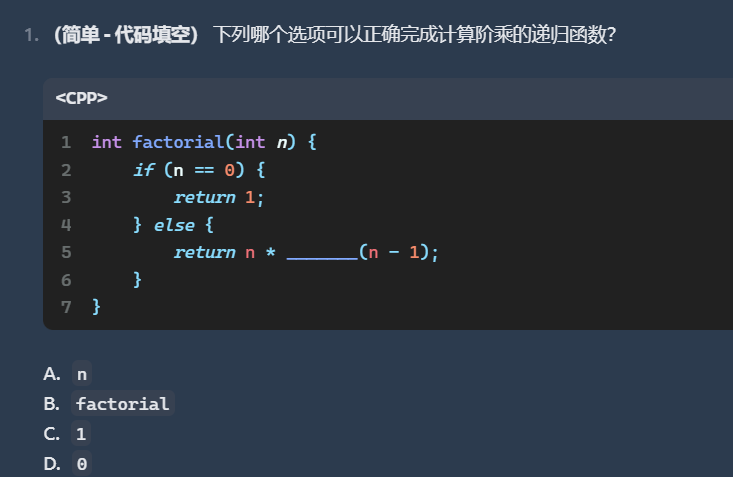 1. (简单 - 代码填空) 下列哪个选项可以正确完成计算阶乘的递归函数?
<CPP>
1 int factorial(int n) {
2     if (n == 0) {
3         return 1;
4     } else {
5         return n * _______(n - 1);
6     }
7 }
A. n
B. factorial
C. 1
D. 0